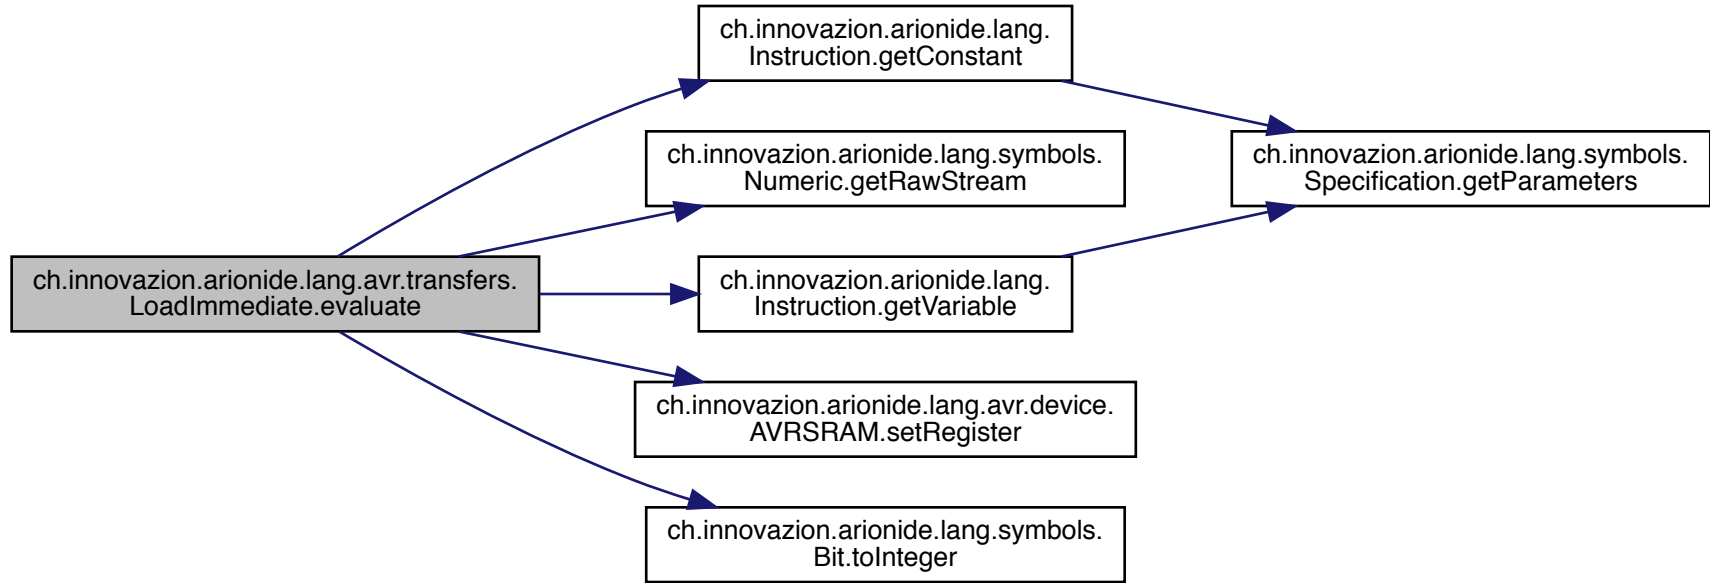 ch.innovazion.arionide.lang.avr.transfers.
LoadImmediate.evaluate
ch.innovazion.arionide.lang.
Instruction.getConstant
ch.innovazion.arionide.lang.symbols.
Numeric.getRawStream
ch.innovazion.arionide.lang.
Instruction.getVariable
ch.innovazion.arionide.lang.avr.device.
AVRSRAM.setRegister
ch.innovazion.arionide.lang.symbols.
Bit.toInteger
ch.innovazion.arionide.lang.symbols.
Specification.getParameters